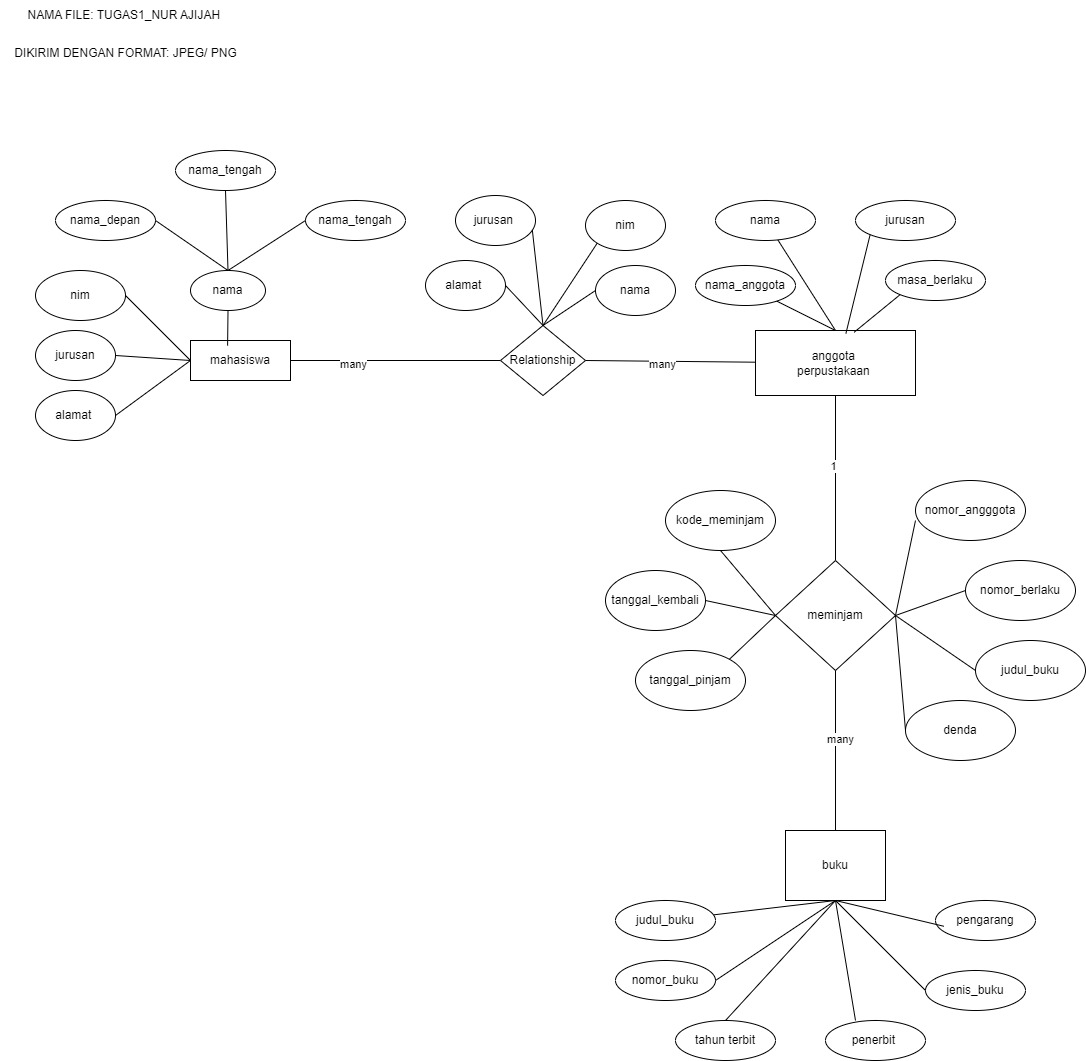 NAMA FILE: TUGAS1_NUR AJIJAH
DIKIRIM DENGAN FORMAT: JPEG/ PNG
nama_tengah
nama_depan
nama_tengah
nama
nim
jurusan
alamat
mahasiswa
many
jurusan
nim
alamat
nama
Relationship
many
nama
jurusan
nama_anggota
masa_berlaku
anggota
perpustakaan
1
kode_meminjam
nomor_angggota
tanggal_kembali
nomor_berlaku
meminjam
tanggal_pinjam
judul_buku
denda
many
buku
judul_buku
pengarang
nomor_buku
jenis_buku
tahun terbit
penerbit